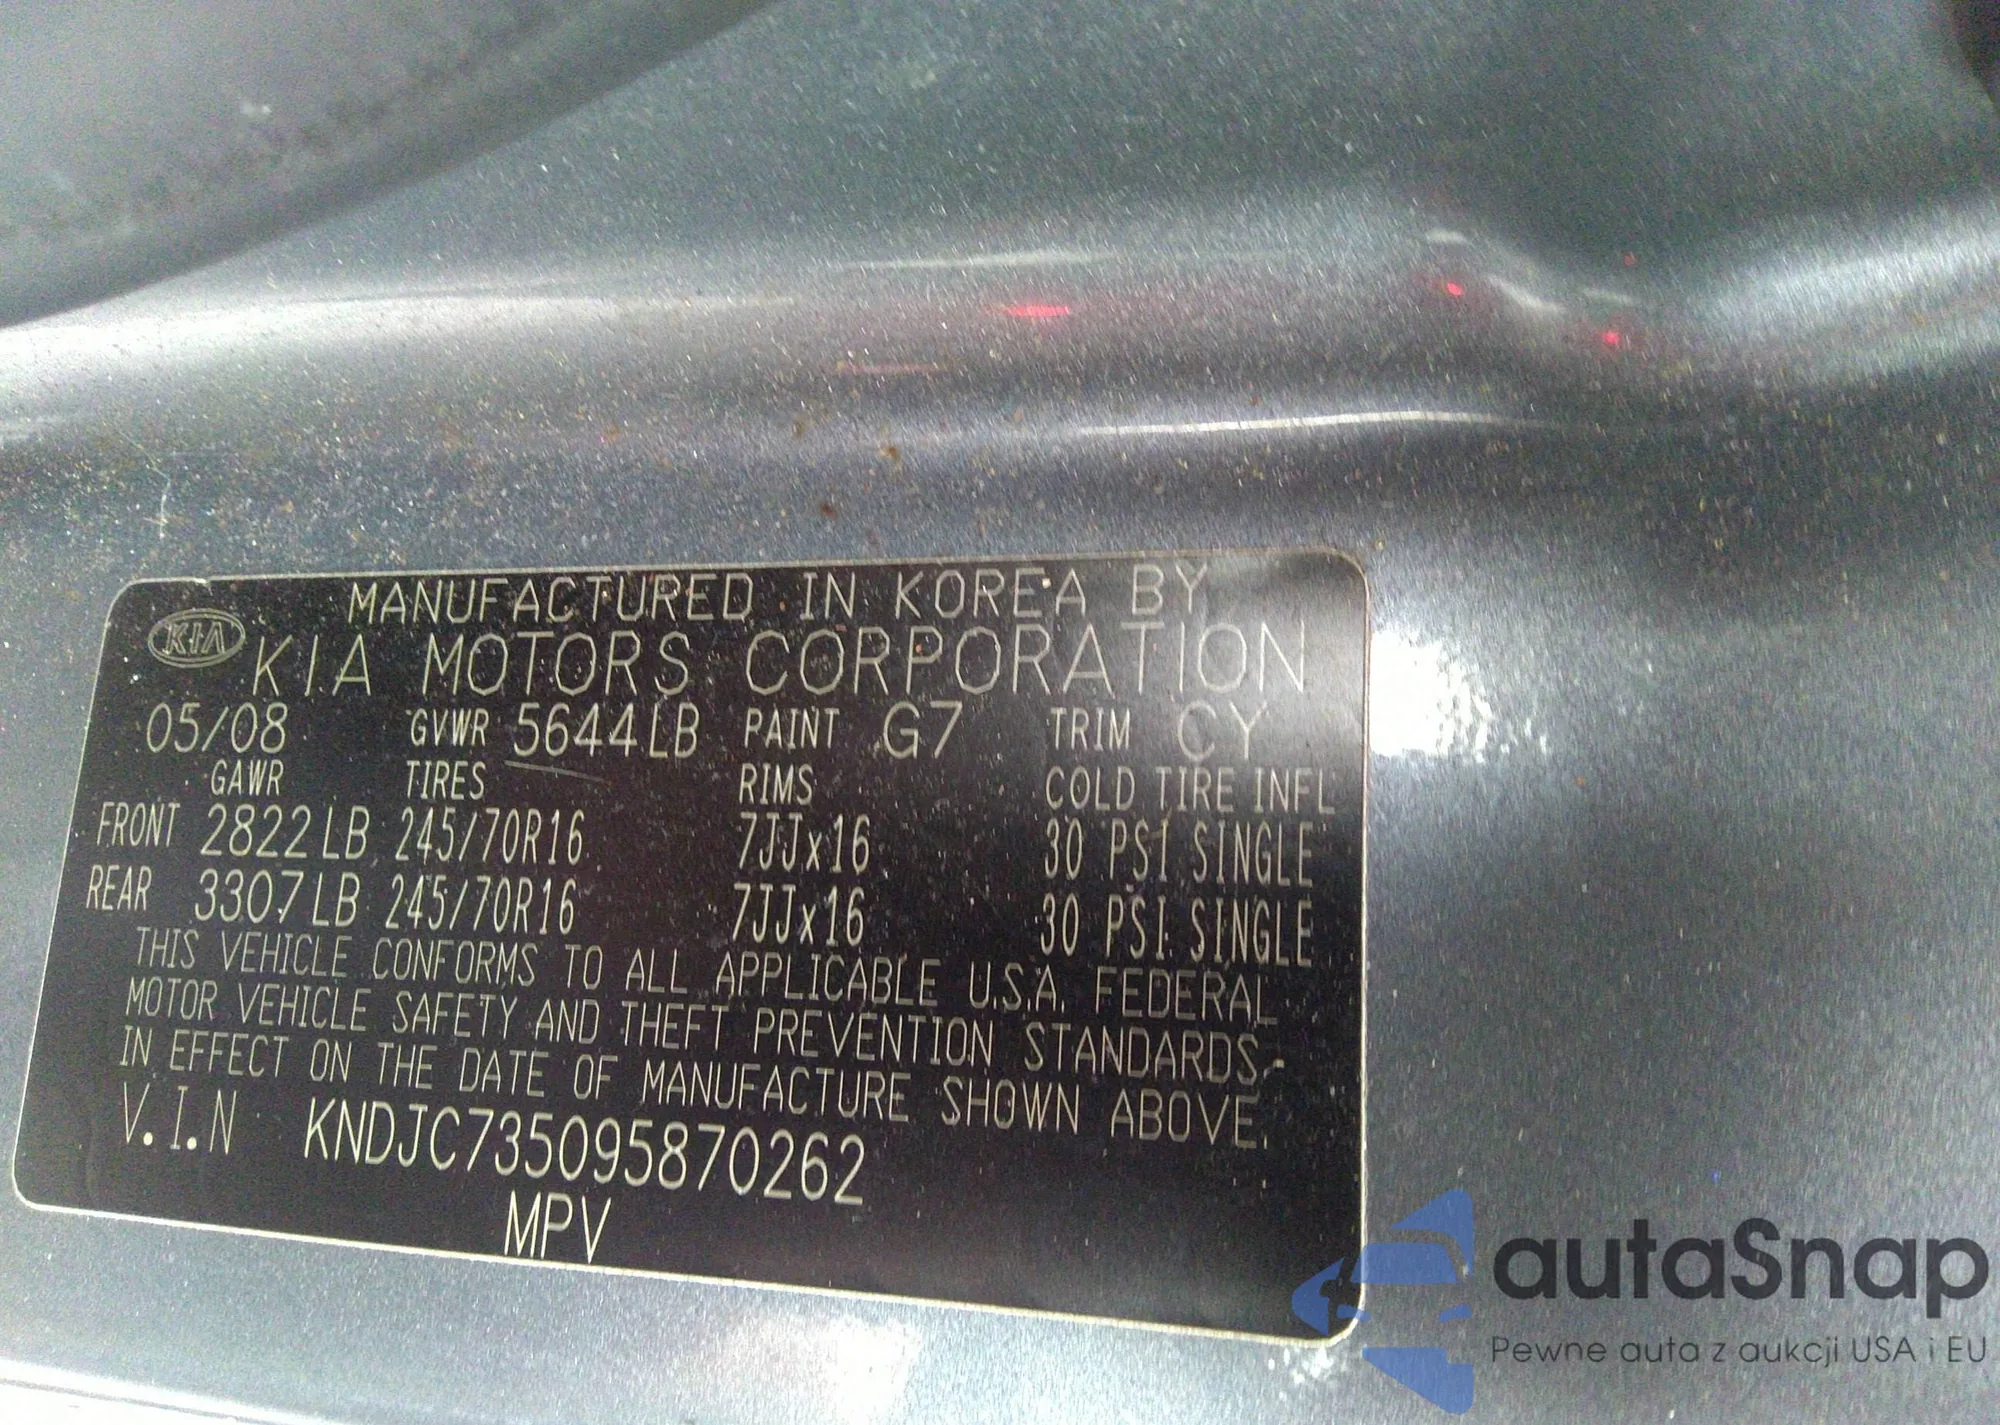 MANUFACTURED IN KOREA BY
KIA KIA MOTORS CORPORATION
05/08 GVWR 5644LB PAINT G7 TRIM CY
GAWR TIRES RIMS COLD TIRE INFL
FRONT 2822LB 245/70R16 7JJx16 30 PSI SINGLE
REAR 3307LB 245/70R16 7JJx16 30 PSI SINGLE
THIS VEHICLE CONFORMS TO ALL APPLICABLE U.S.A. FEDERAL
MOTOR VEHICLE SAFETY AND THEFT PREVENTION STANDARDS
IN EFFECT ON THE DATE OF MANUFACTURE SHOWN ABOVE.
V.I.N KNDJC735095870262
MPV
autaSnap
Pewne auta z aukcji USA i EU